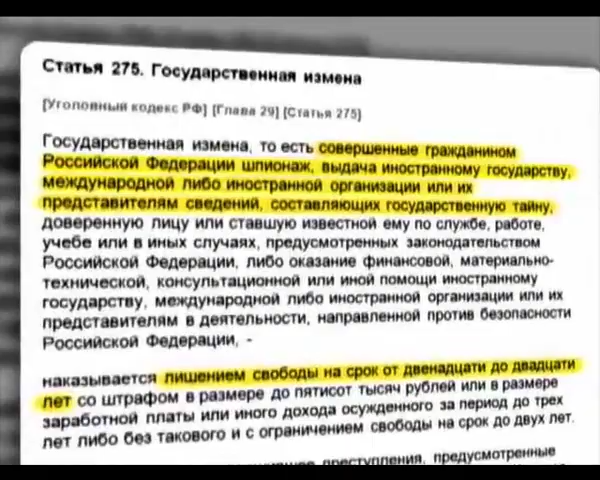 Статья 275. Государственная измена
[Уголовный кодекс РФ] [Глава 29] [Статья 275]
Государственная измена, то есть совершенные гражданином
Российской Федерации шпионаж, выдача иностранному государству,
международной либо иностранной организации или их
представителям сведений, составляющих государственную тайну,
доверенную лицу или ставшую известной ему по службе, работе,
учебе или в иных случаях, предусмотренных законодательством
Российской Федерации, либо оказание финансовой, материально-
технической, консультационной или иной помощи иностранному
государству, международной либо иностранной организации или их
представителям в деятельности, направленной против безопасности
Российской Федерации, -
наказывается лишением свободы на срок от двенадцати до двадцати
лет со штрафом в размере до пятисот тысяч рублей или в размере
заработной платы или иного дохода осужденного за период до трех
лет либо без такового и с ограничением свободы на срок до двух лет.
преступления, предусмотренные